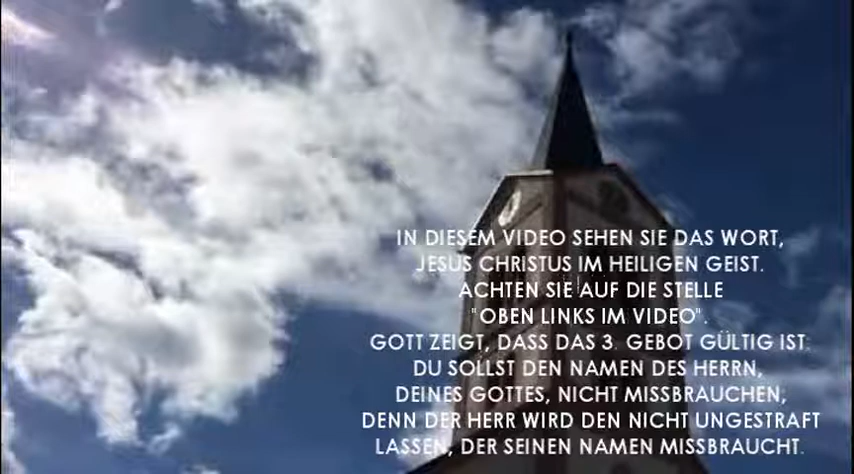 IN DIESEM VIDEO SEHEN SIE DAS WORT,
JESUS CHRISTUS IM HEILIGEN GEIST.
ACHTEN SIE AUF DIE STELLE
"OBEN LINKS IM VIDEO".
GOTT ZEIGT, DASS DAS 3. GEBOT GÜLTIG IST:
DU SOLLST DEN NAMEN DES HERRN,
DEINES GOTTES, NICHT MISSBRAUCHEN,
DENN DER HERR WIRD DEN NICHT UNGESTRAFT
LASSEN, DER SEINEN NAMEN MISSBRAUCHT.